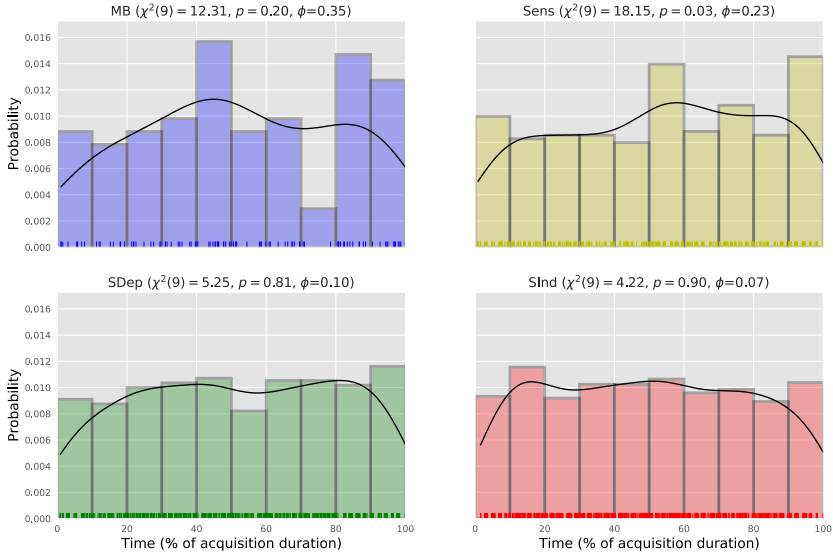 MB (χ²(9) = 12.31, p = 0.20, ϕ=0.35)
Sens (χ²(9) = 18.15, p = 0.03, ϕ=0.23)
Probability
0.016
0.014
0.012
0.010
0.008
0.006
0.004
0.002
0.000
SDep (χ²(9) = 5.25, p = 0.81, ϕ=0.10)
SInd (χ²(9) = 4.22, p = 0.90, ϕ=0.07)
Probability
0.016
0.014
0.012
0.010
0.008
0.006
0.004
0.002
0.000
0 20 40 60 80 100
0 20 40 60 80 100
Time (% of acquisition duration)
Time (% of acquisition duration)